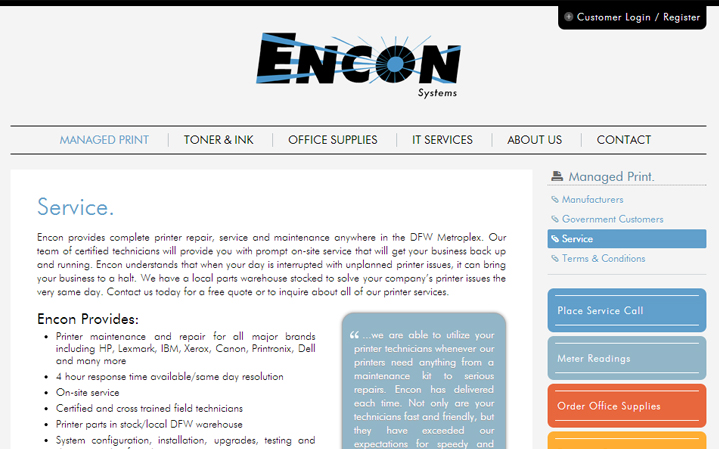 Customer Login / Register
ENCON
Systems
MANAGED PRINT
TONER & INK
OFFICE SUPPLIES
IT SERVICES
ABOUT US
CONTACT
Service.
Encon provides complete printer repair, service and maintenance anywhere in the DFW Metroplex. Our
team of certified technicians will provide you with prompt on-site service that will get your business back up
and running. Encon understands that when your day is interrupted with unplanned printer issues, it can bring
your business to a halt. We have a local parts warehouse stocked to solve your company's printer issues the
very same day. Contact us today for a free quote or to inquire about all of our printer services.
Encon Provides:
• Printer maintenance and repair for all major brands
including HP, Lexmark, IBM, Xerox, Canon, Printronix, Dell
and many more
• 4 hour response time available/same day resolution
• On-site service
• Certified and cross trained field technicians
• Printer parts in stock/local DFW warehouse
• System configuration, installation, upgrades, testing and
“ ...we are able to utilize your
printer technicians whenever our
printers need anything from a
maintenance kit to serious
repairs. Encon has delivered
each time. Not only are your
technicians fast and friendly, but
they have exceeded our
expectations for speedy and
Managed Print.
Manufacturers
Government Customers
Service
Terms & Conditions
Place Service Call
Meter Readings
Order Office Supplies